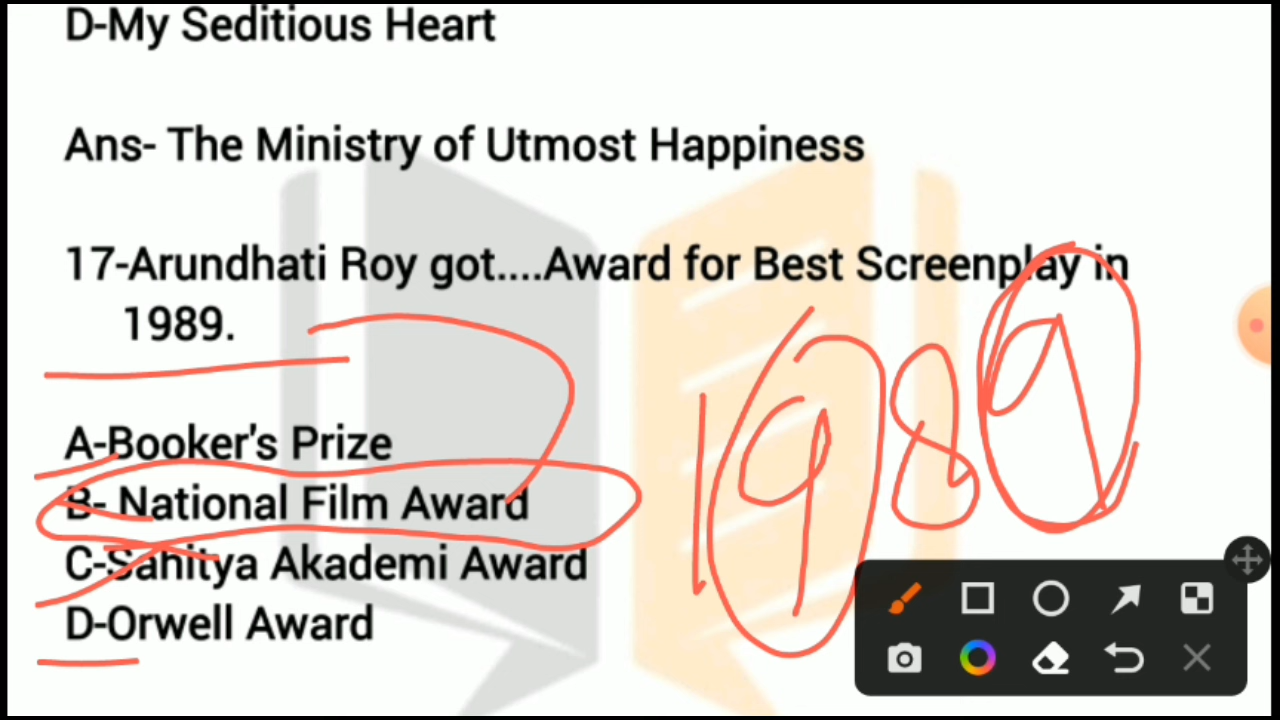 D-My Seditious Heart
Ans- The Ministry of Utmost Happiness
17-Arundhati Roy got....Award for Best Screenplay in
1989.
1989
A-Booker's Prize
B- National Film Award
C-Sahitya Akademi Award
D-Orwell Award